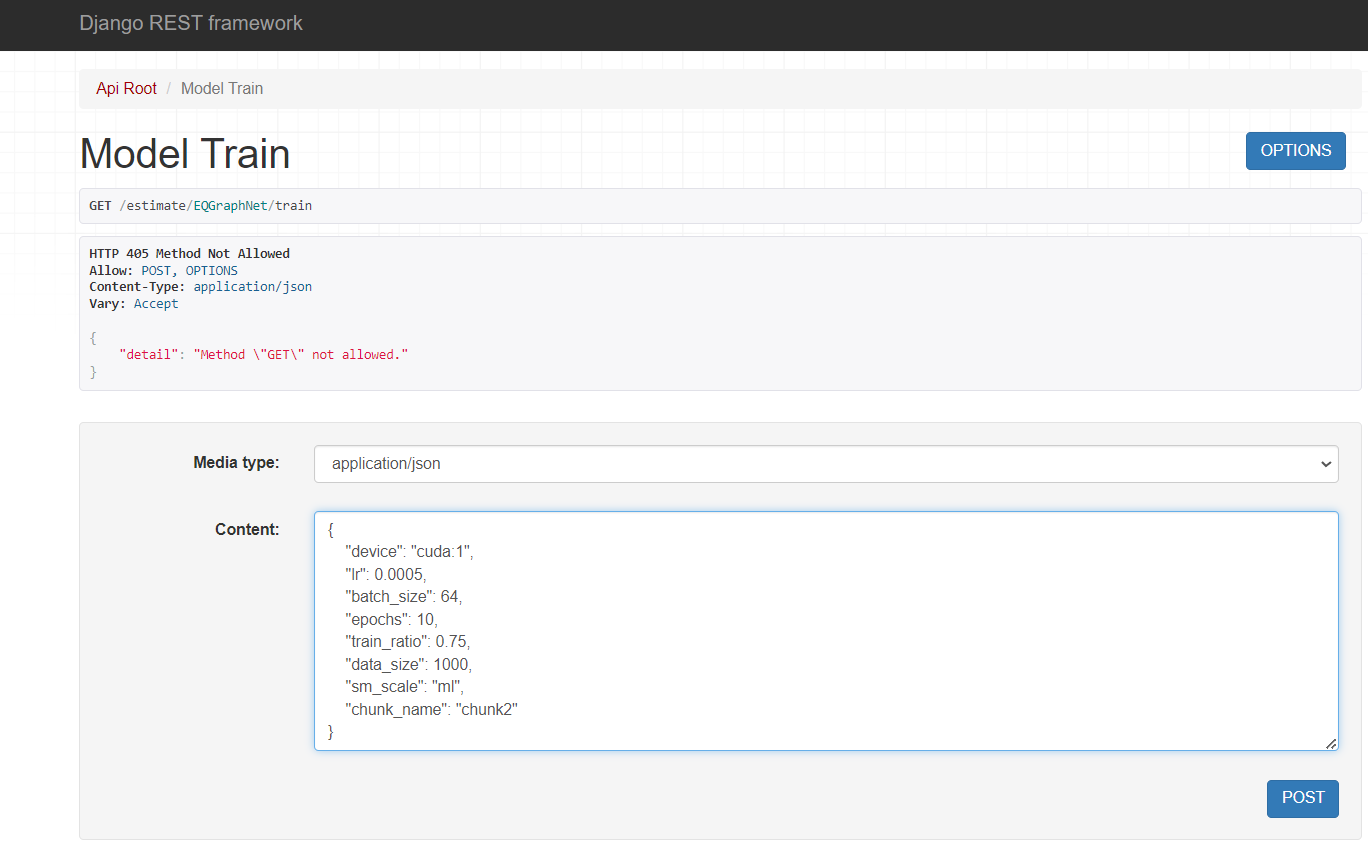 Django REST framework
Api Root / Model Train
Model Train
OPTIONS
GET /estimate/EQGraphNet/train
HTTP 405 Method Not Allowed
Allow: POST, OPTIONS
Content-Type: application/json
Vary: Accept
{
    "detail": "Method \"GET\" not allowed."
}
Media type: application/json
Content:
{
    "device": "cuda:1",
    "lr": 0.0005,
    "batch_size": 64,
    "epochs": 10,
    "train_ratio": 0.75,
    "data_size": 1000,
    "sm_scale": "ml",
    "chunk_name": "chunk2"
}
POST